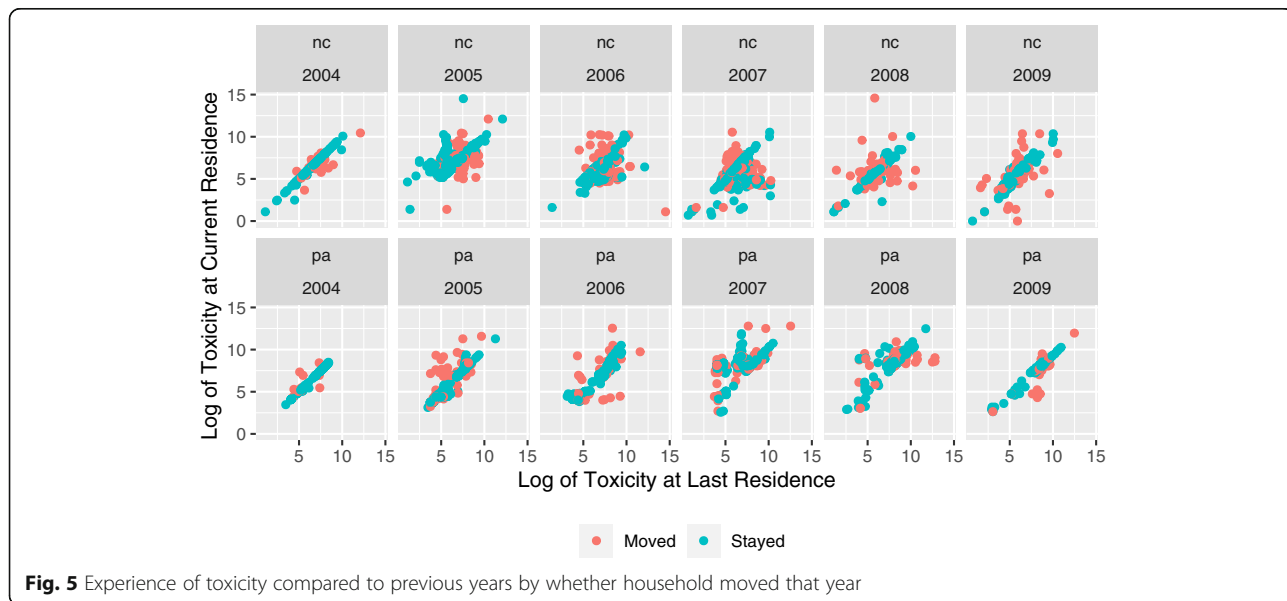 nc nc nc nc nc nc
2004 2005 2006 2007 2008 2009
15
10
5
0
pa pa pa pa pa pa
2004 2005 2006 2007 2008 2009
15
10
5
0
Log of Toxicity at Current Residence
5 10 15 5 10 15 5 10 15 5 10 15 5 10 15 5 10 15
Log of Toxicity at Last Residence
Moved Stayed
Fig. 5 Experience of toxicity compared to previous years by whether household moved that year